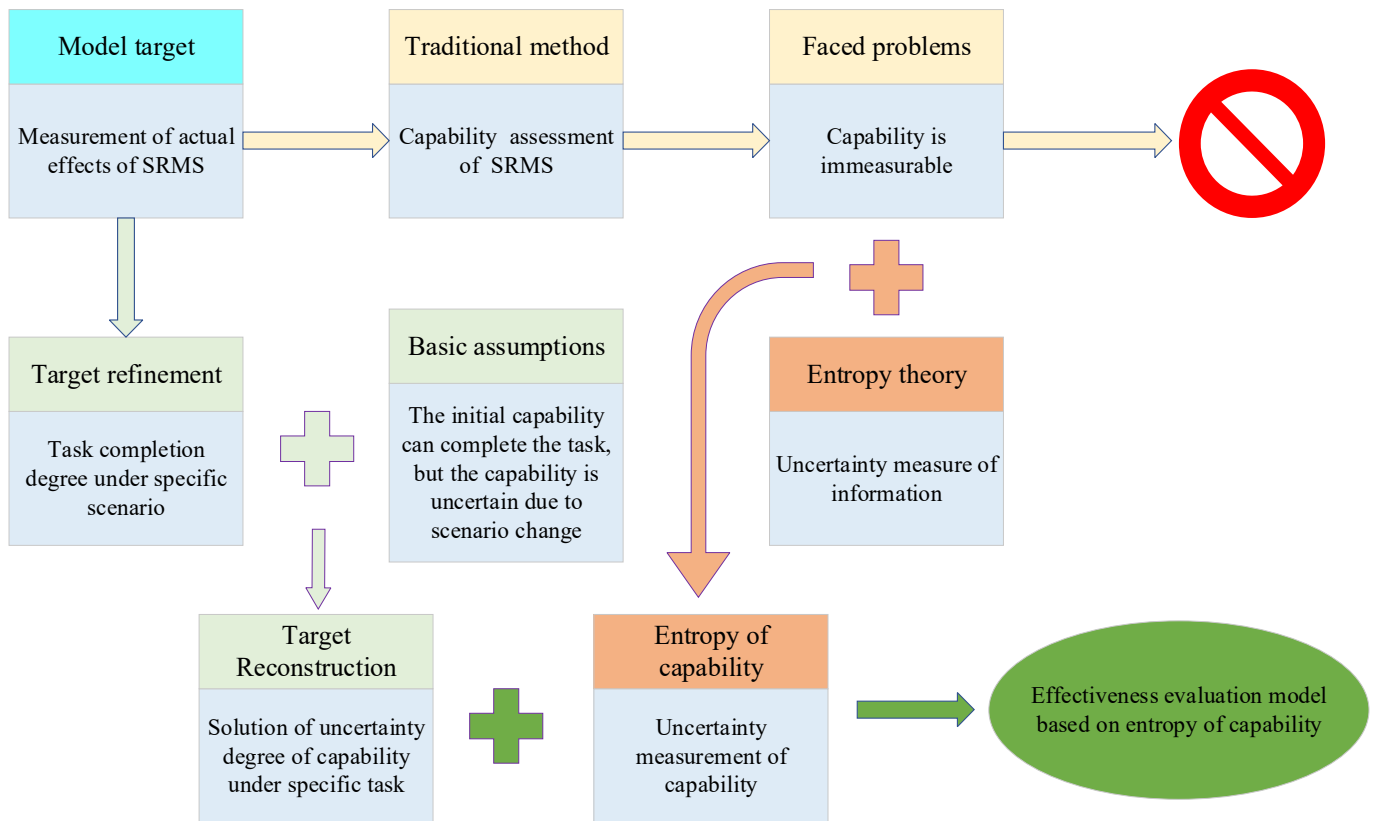 Model target
Measurement of actual
effects of SRMS
Traditional method
Capability assessment
of SRMS
Faced problems
Capability is
immeasurable
Target refinement
Task completion
degree under specific
scenario
Basic assumptions
The initial capability
can complete the task,
but the capability is
uncertain due to
scenario change
Entropy theory
Uncertainty measure of
information
Target
Reconstruction
Solution of uncertainty
degree of capability
under specific task
Entropy of
capability
Uncertainty
measurement of
capability
Effectiveness evaluation model
based on entropy of capability